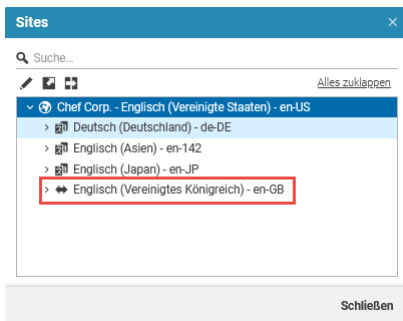 Sites
Suche...
Alles zuklappen
Chef Corp. - Englisch (Vereinigte Staaten) - en-US
Deutsch (Deutschland) - de-DE
Englisch (Asien) - en-142
Englisch (Japan) - en-JP
Englisch (Vereinigtes Königreich) - en-GB
Schließen